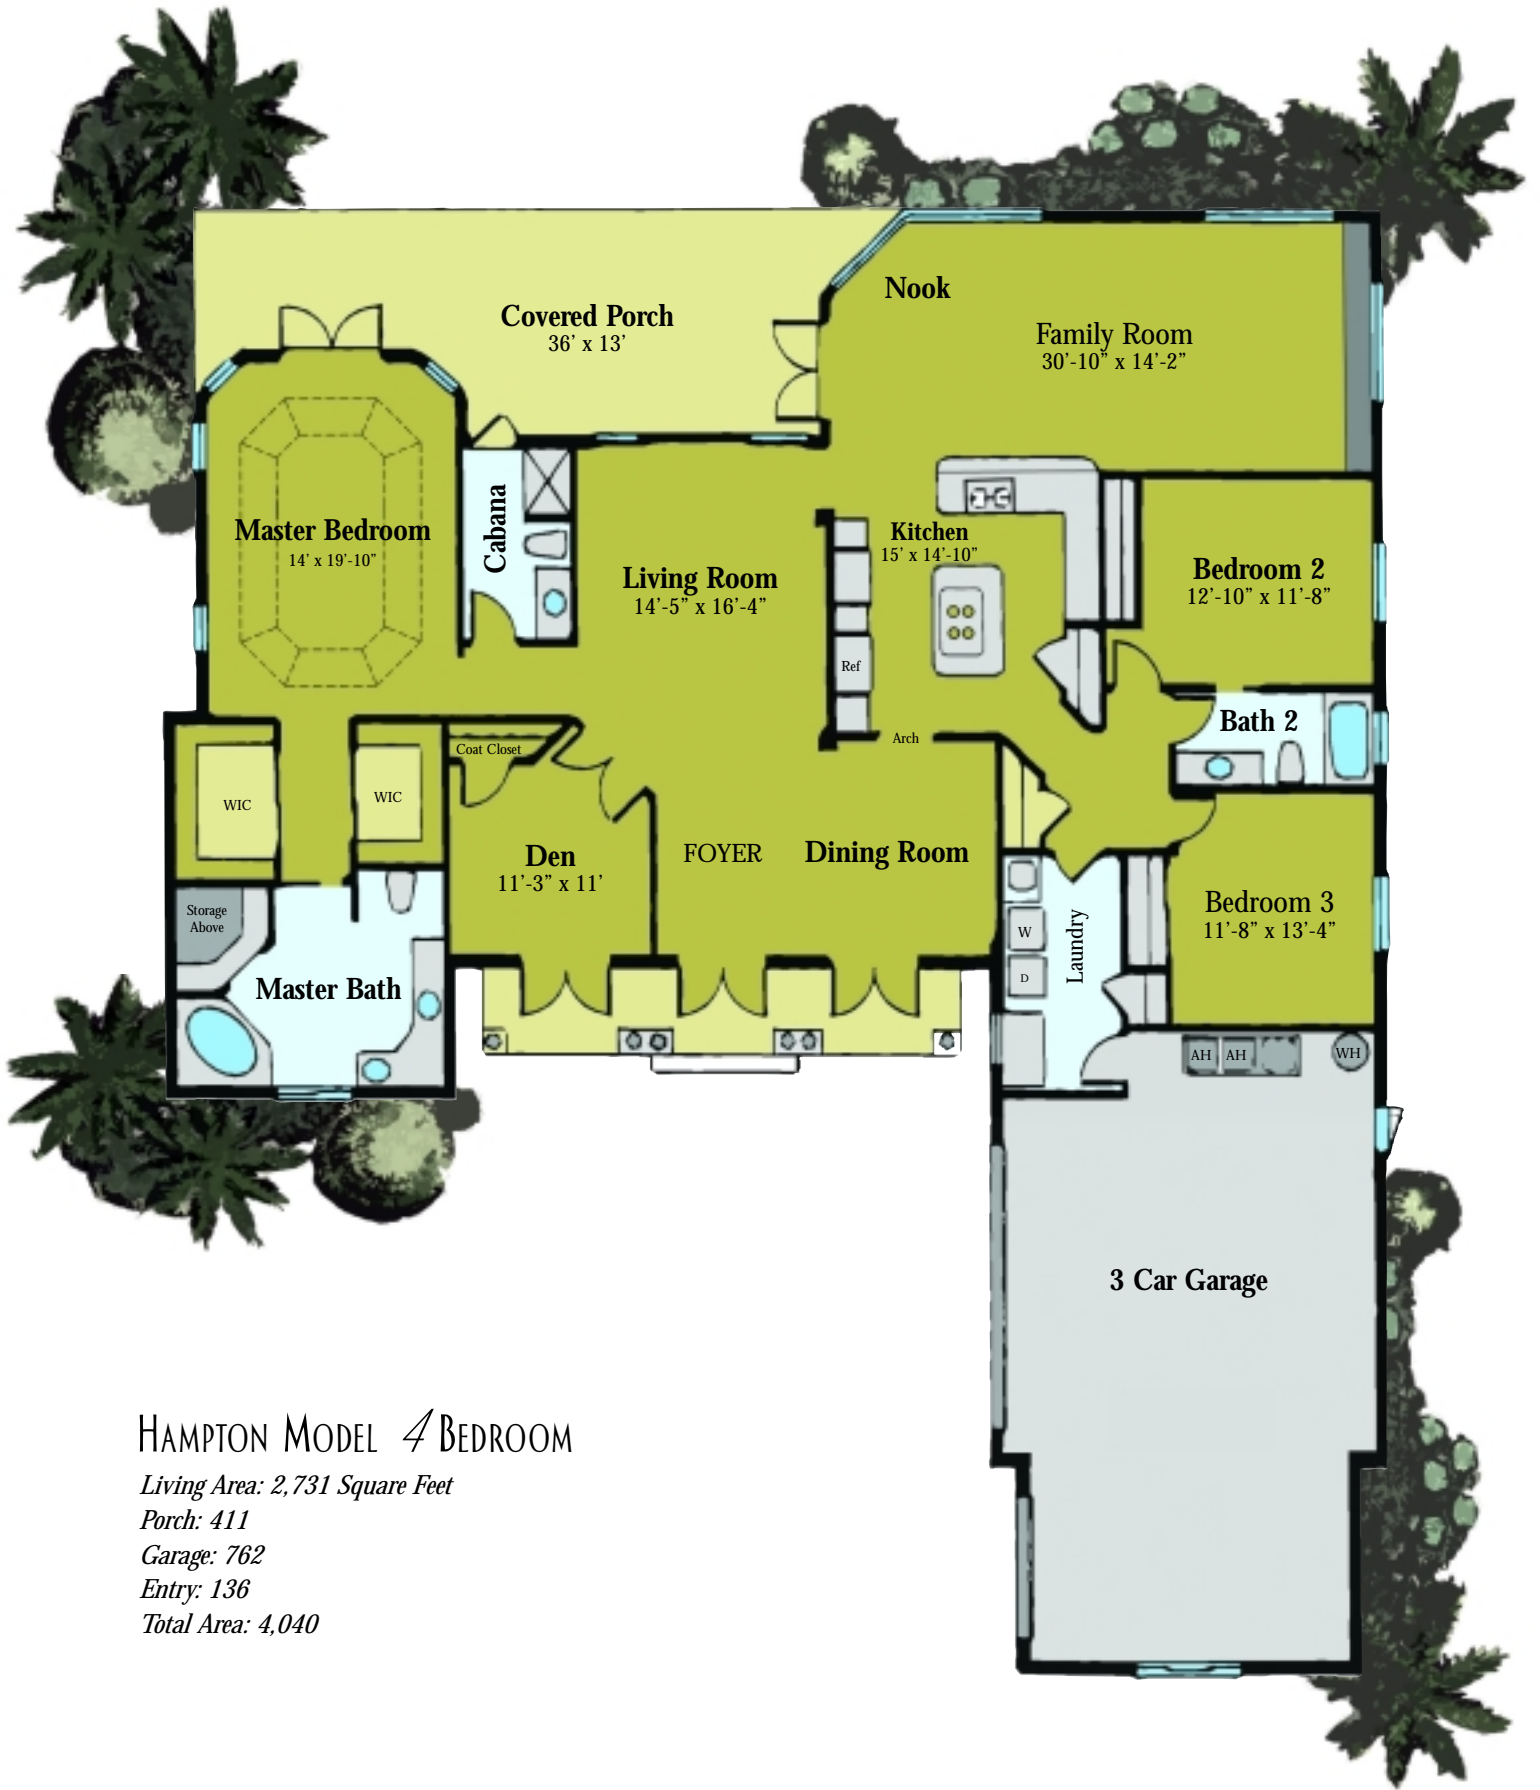 Nook
Covered Porch
36' x 13'
Family Room
30'-10" x 14'-2"
Master Bedroom
14' x 19'-10"
Cabana
Living Room
14'-5" x 16'-4"
Kitchen
15' x 14'-10"
Ref
Arch
Bedroom 2
12'-10" x 11'-8"
Bath 2
Coat Closet
WIC
WIC
Den
11'-3" x 11'
FOYER
Dining Room
Storage
Above
Master Bath
W
D
Laundry
Bedroom 3
11'-8" x 13'-4"
AH
AH
WH
3 Car Garage
HAMPTON MODEL 4 BEDROOM
Living Area: 2,731 Square Feet
Porch: 411
Garage: 762
Entry: 136
Total Area: 4,040